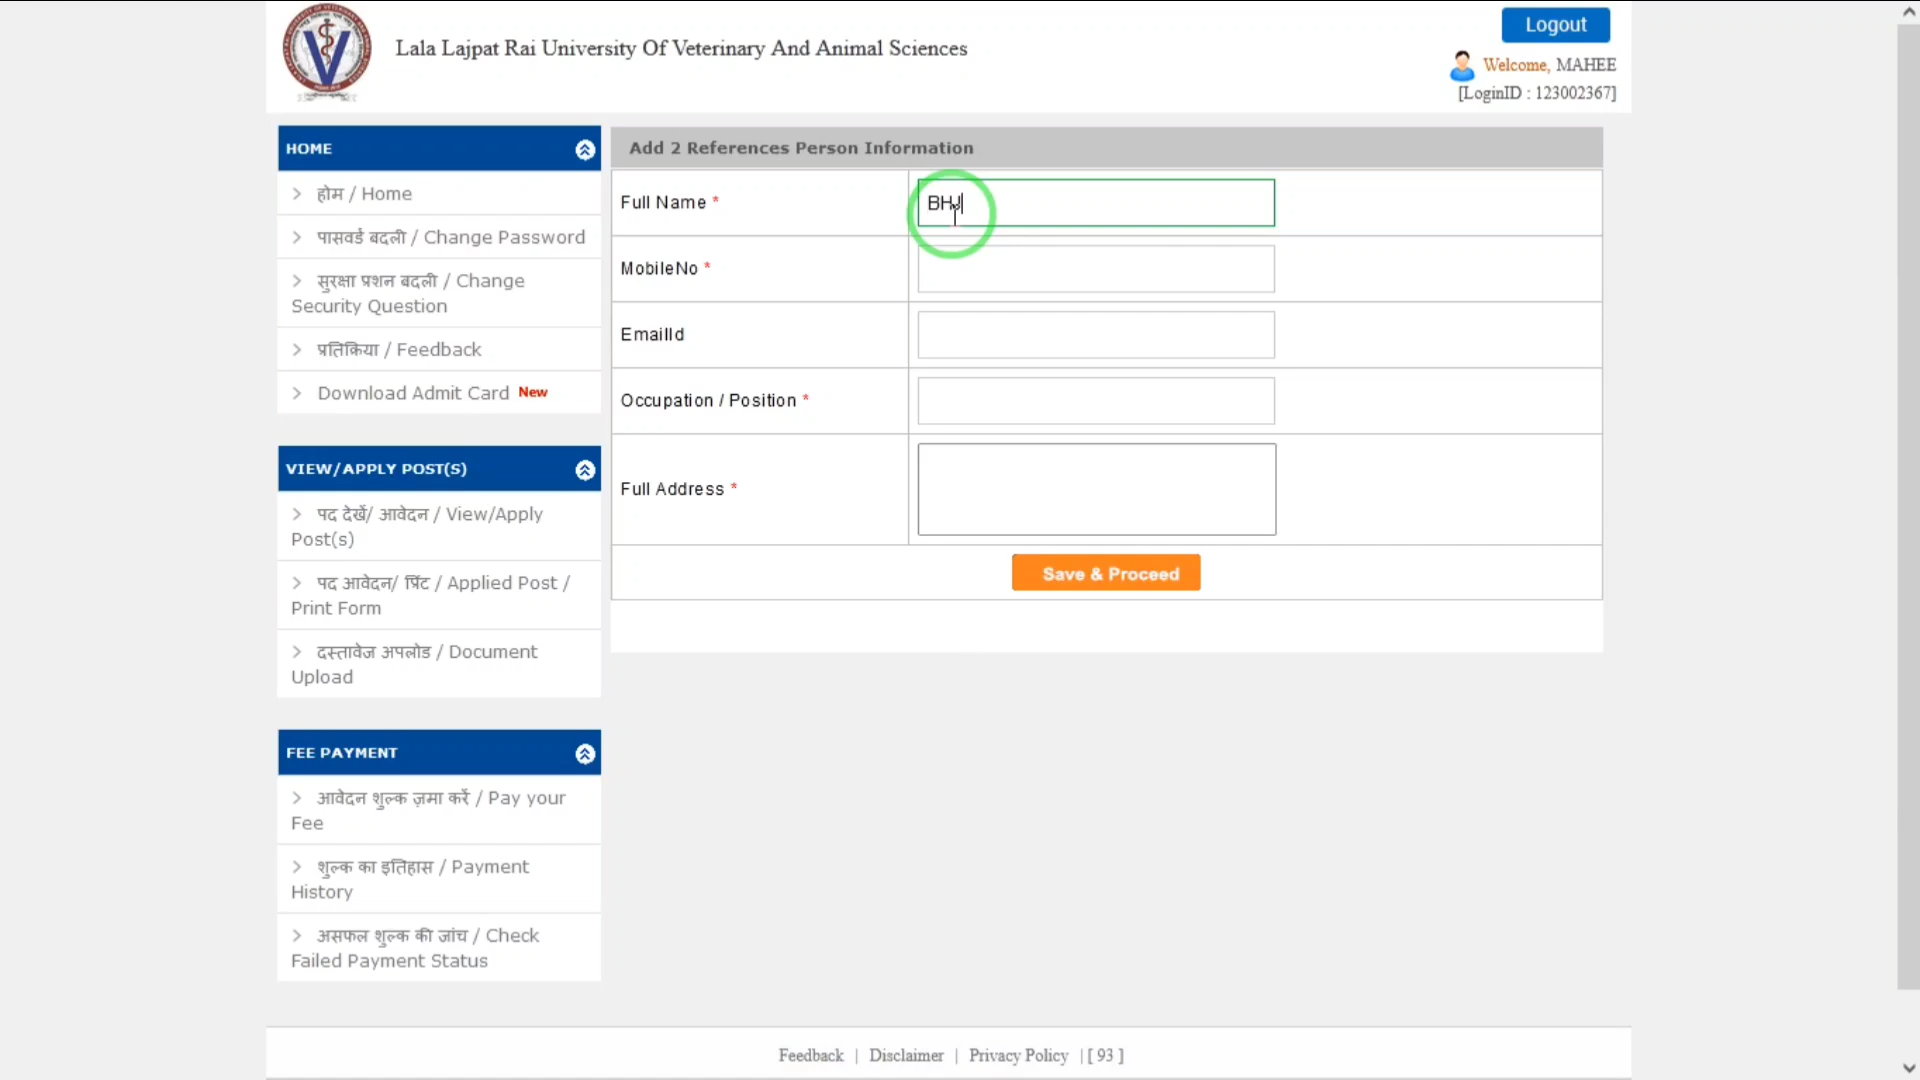 Logout
Lala Lajpat Rai University Of Veterinary And Animal Sciences
Welcome, MAHEE
[LoginID : 123002367]
HOME
होम / Home
पासवर्ड बदली / Change Password
सुरक्षा प्रशन बदली / Change
Security Question
प्रतिक्रिया / Feedback
Download Admit Card New
VIEW/APPLY POST(S)
पद देखें/ आवेदन / View/Apply
Post(s)
पद आवेदन/ प्रिंट / Applied Post /
Print Form
दस्तावेज अपलोड / Document
Upload
FEE PAYMENT
आवेदन शुल्क ज़मा करें / Pay your
Fee
शुल्क का इतिहास / Payment
History
असफल शुल्क की जांच / Check
Failed Payment Status
Add 2 References Person Information
Full Name * BHJ
MobileNo *
EmailId
Occupation / Position *
Full Address *
Save & Proceed
Feedback | Disclaimer | Privacy Policy | [ 93 ]